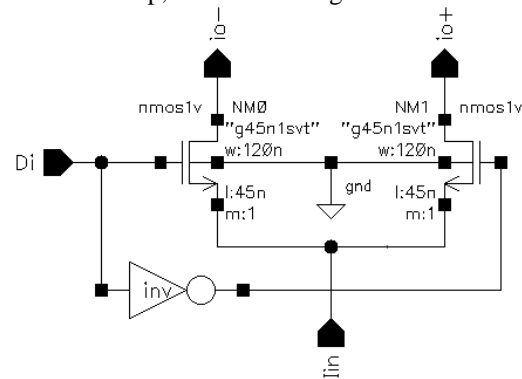 io-
io+
nmos1v
NM0
NM1
nmos1v
"g45n1svt"
"g45n1svt"
w:120n
w:120n
Di
gnd
l:45n
l:45n
m:1
m:1
inv
Iin